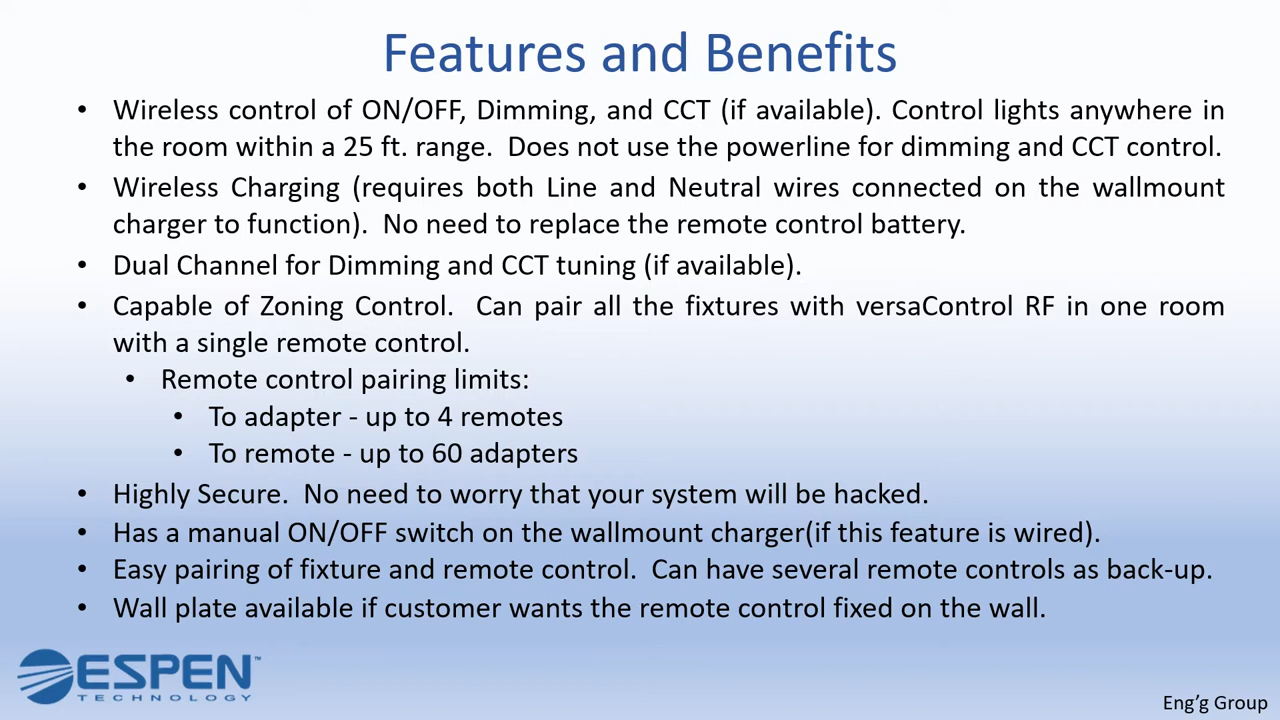 Features and Benefits
• Wireless control of ON/OFF, Dimming, and CCT (if available). Control lights anywhere in
the room within a 25 ft. range.  Does not use the powerline for dimming and CCT control.
• Wireless Charging (requires both Line and Neutral wires connected on the wallmount
charger to function).  No need to replace the remote control battery.
• Dual Channel for Dimming and CCT tuning (if available).
• Capable of Zoning Control.  Can pair all the fixtures with versaControl RF in one room
with a single remote control.
• Remote control pairing limits:
• To adapter - up to 4 remotes
• To remote - up to 60 adapters
• Highly Secure.  No need to worry that your system will be hacked.
• Has a manual ON/OFF switch on the wallmount charger(if this feature is wired).
• Easy pairing of fixture and remote control.  Can have several remote controls as back-up.
• Wall plate available if customer wants the remote control fixed on the wall.
ESPEN™
TECHNOLOGY
Eng’g Group